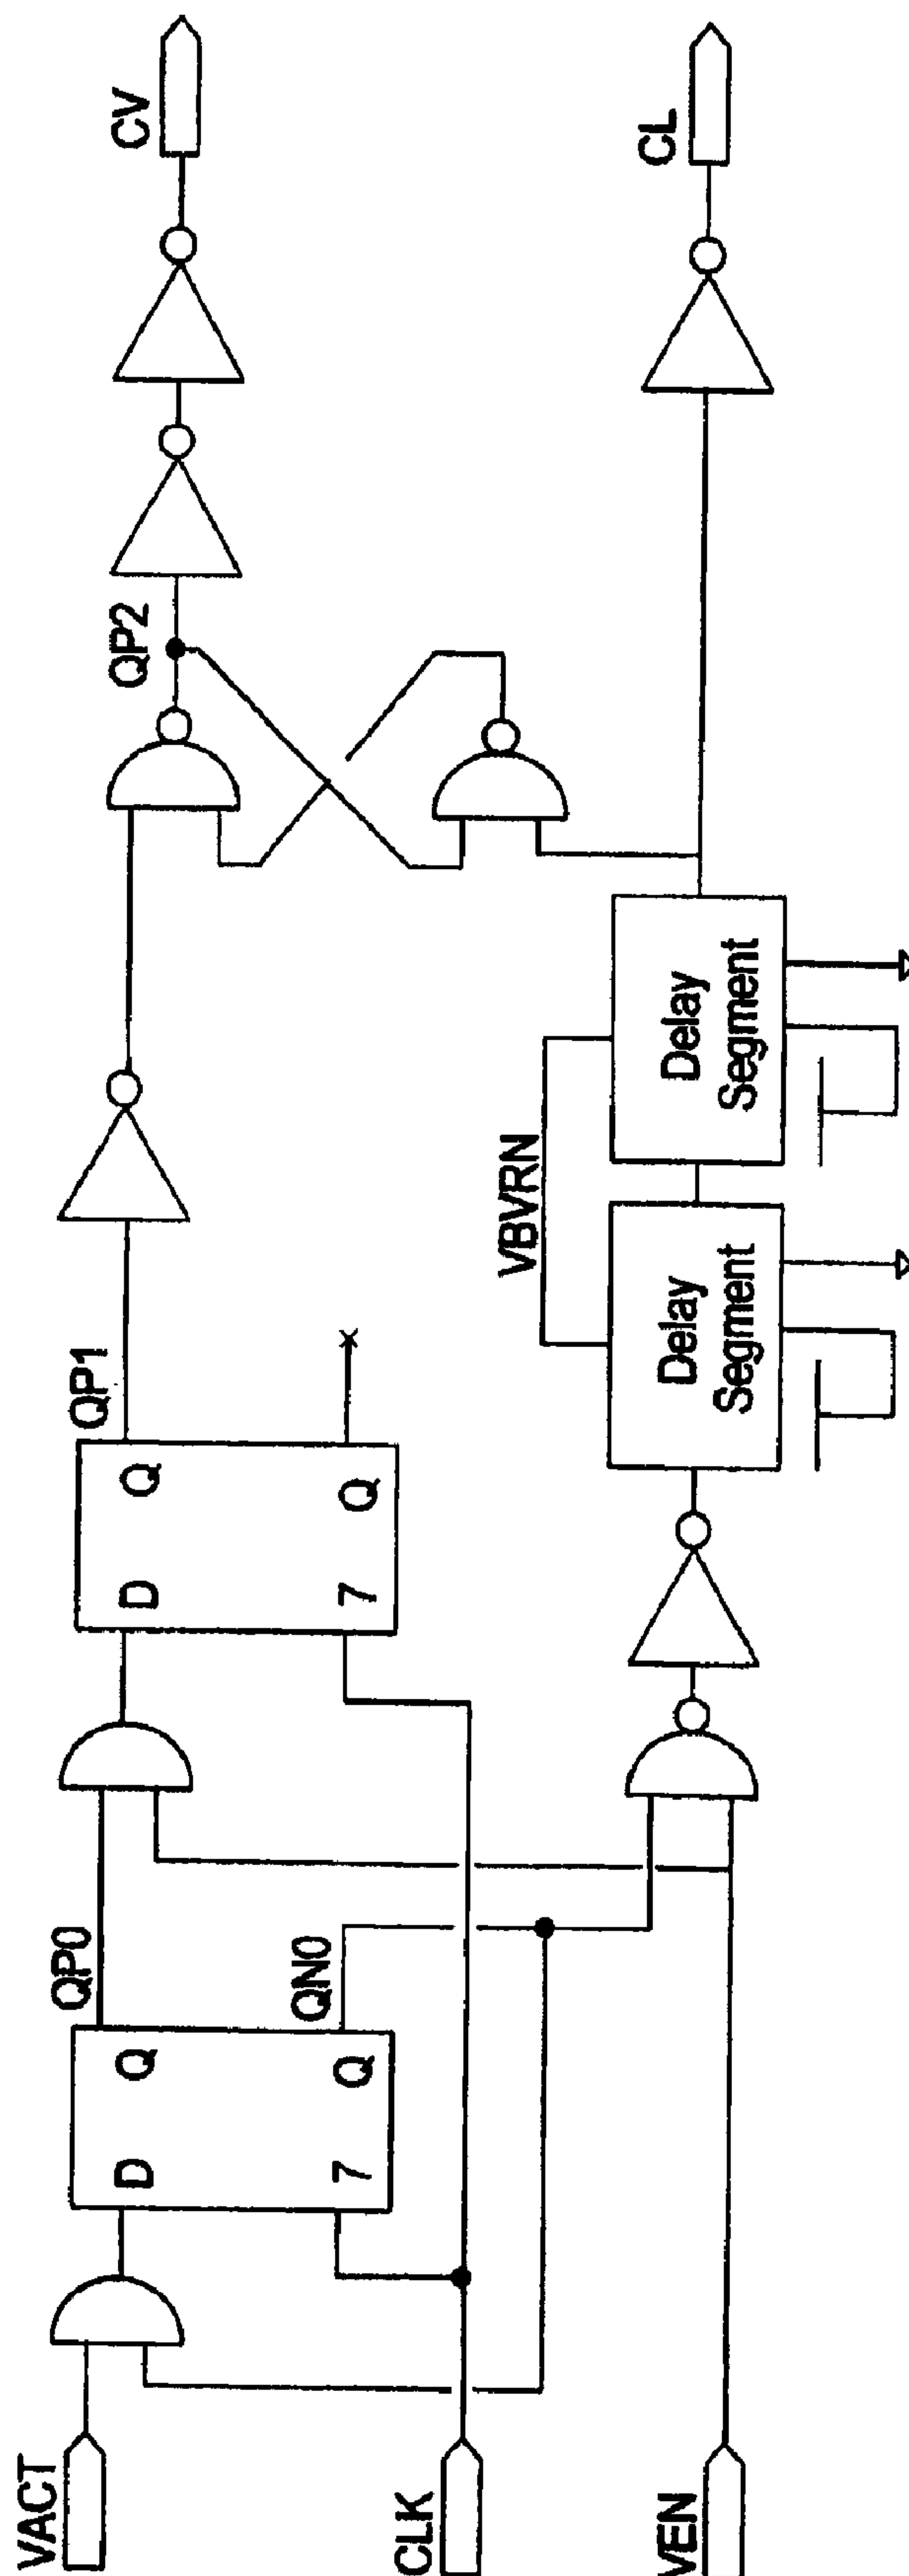 VACT
CLK
VEN
D
Q
7
Q
QP0
QN0
D
Q
7
Q
QP1
VBVRN
Delay
Segment
Delay
Segment
QP2
CV
CL